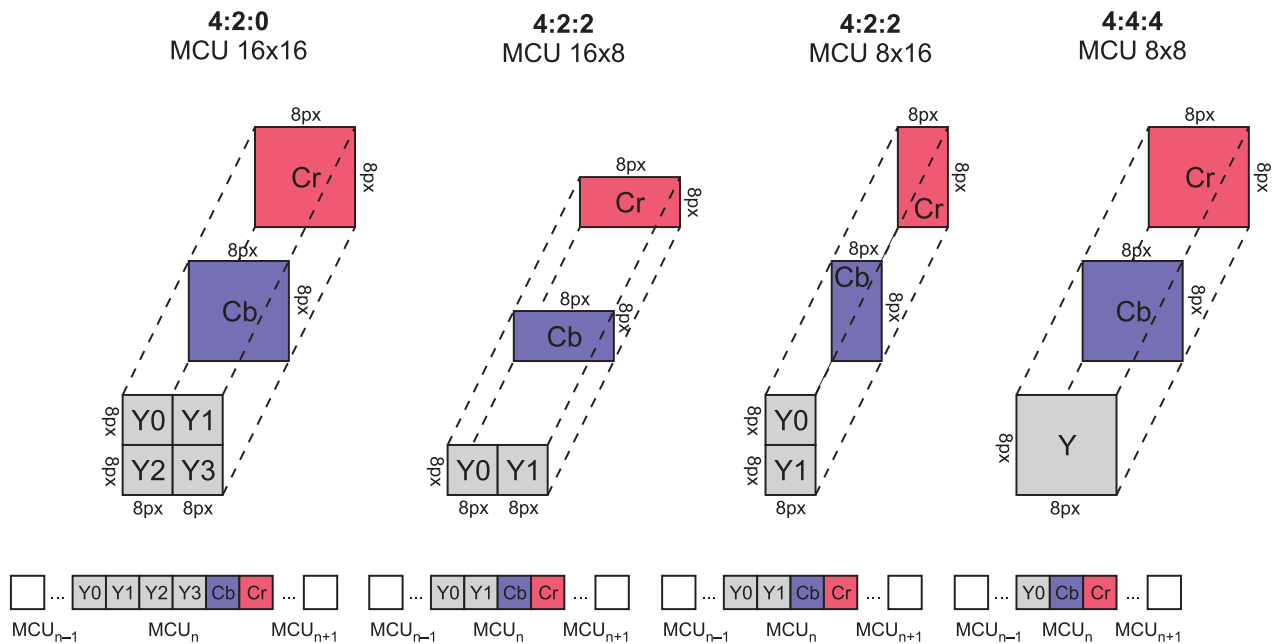 4:2:0
MCU 16x16
4:2:2
MCU 16x8
4:2:2
MCU 8x16
4:4:4
MCU 8x8
8px
Cr
8px
8px
Cb
8px
8px
Y0 Y1
8px
Y2 Y3
8px 8px
8px
Cr
8px
8px
Cb
8px
8px
Y0 Y1
8px 8px
8px
Cr
8px
8px
Cb
8px
8px
Y0
8px
Y1
8px
8px
Cr
8px
8px
Cb
8px
8px
Y
8px
... Y0 Y1 Y2 Y3 Cb Cr ...
MCUn–1 MCUn MCUn+1
... Y0 Y1 Cb Cr ...
MCUn–1 MCUn MCUn+1
... Y0 Y1 Cb Cr ...
MCUn–1 MCUn MCUn+1
... Y0 Cb Cr ...
MCUn–1 MCUn MCUn+1